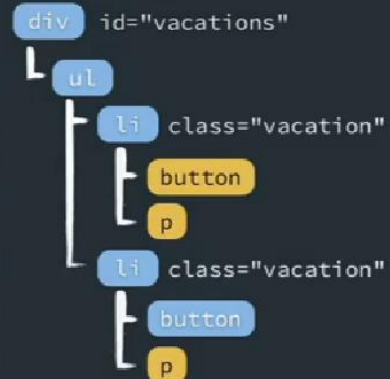 div id="vacations"
ul
li class="vacation"
button
p
li class="vacation"
button
p